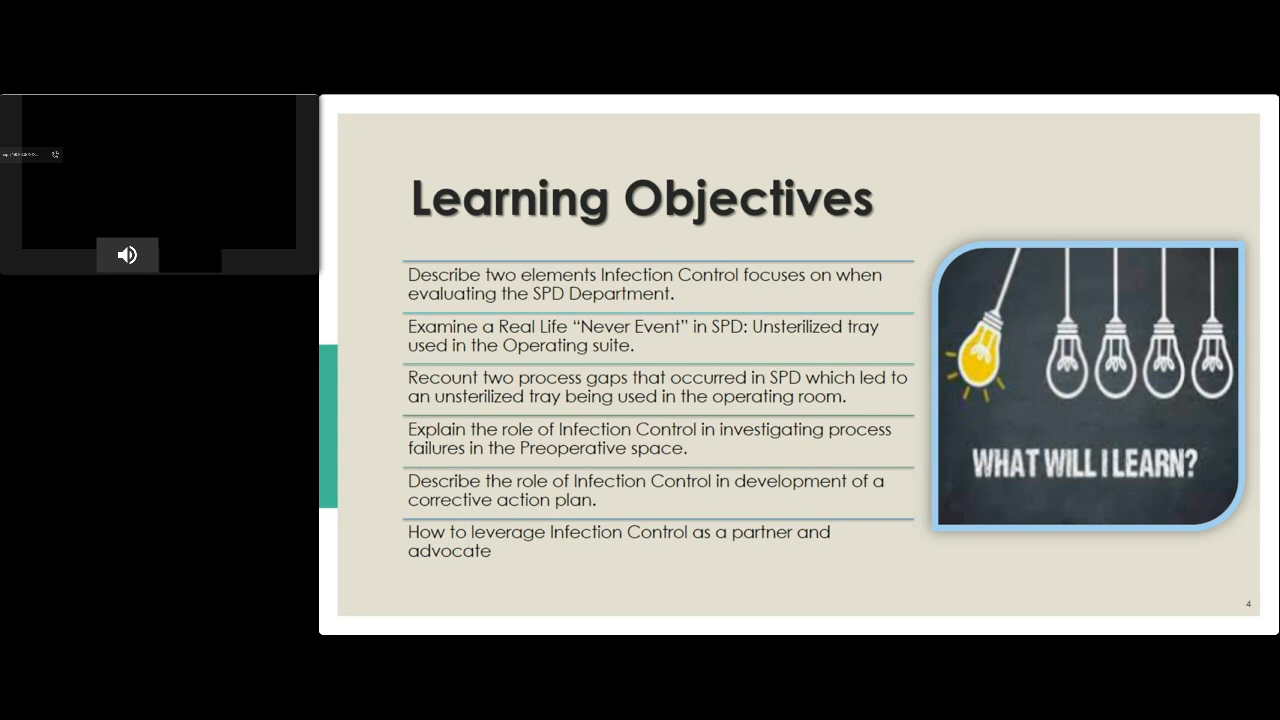 Learning Objectives
Describe two elements Infection Control focuses on when
evaluating the SPD Department.
Examine a Real Life “Never Event” in SPD: Unsterilized tray
used in the Operating suite.
Recount two process gaps that occurred in SPD which led to
an unsterilized tray being used in the operating room.
Explain the role of Infection Control in investigating process
failures in the Preoperative space.
Describe the role of Infection Control in development of a
corrective action plan.
How to leverage Infection Control as a partner and
advocate
WHAT WILL I LEARN?
4